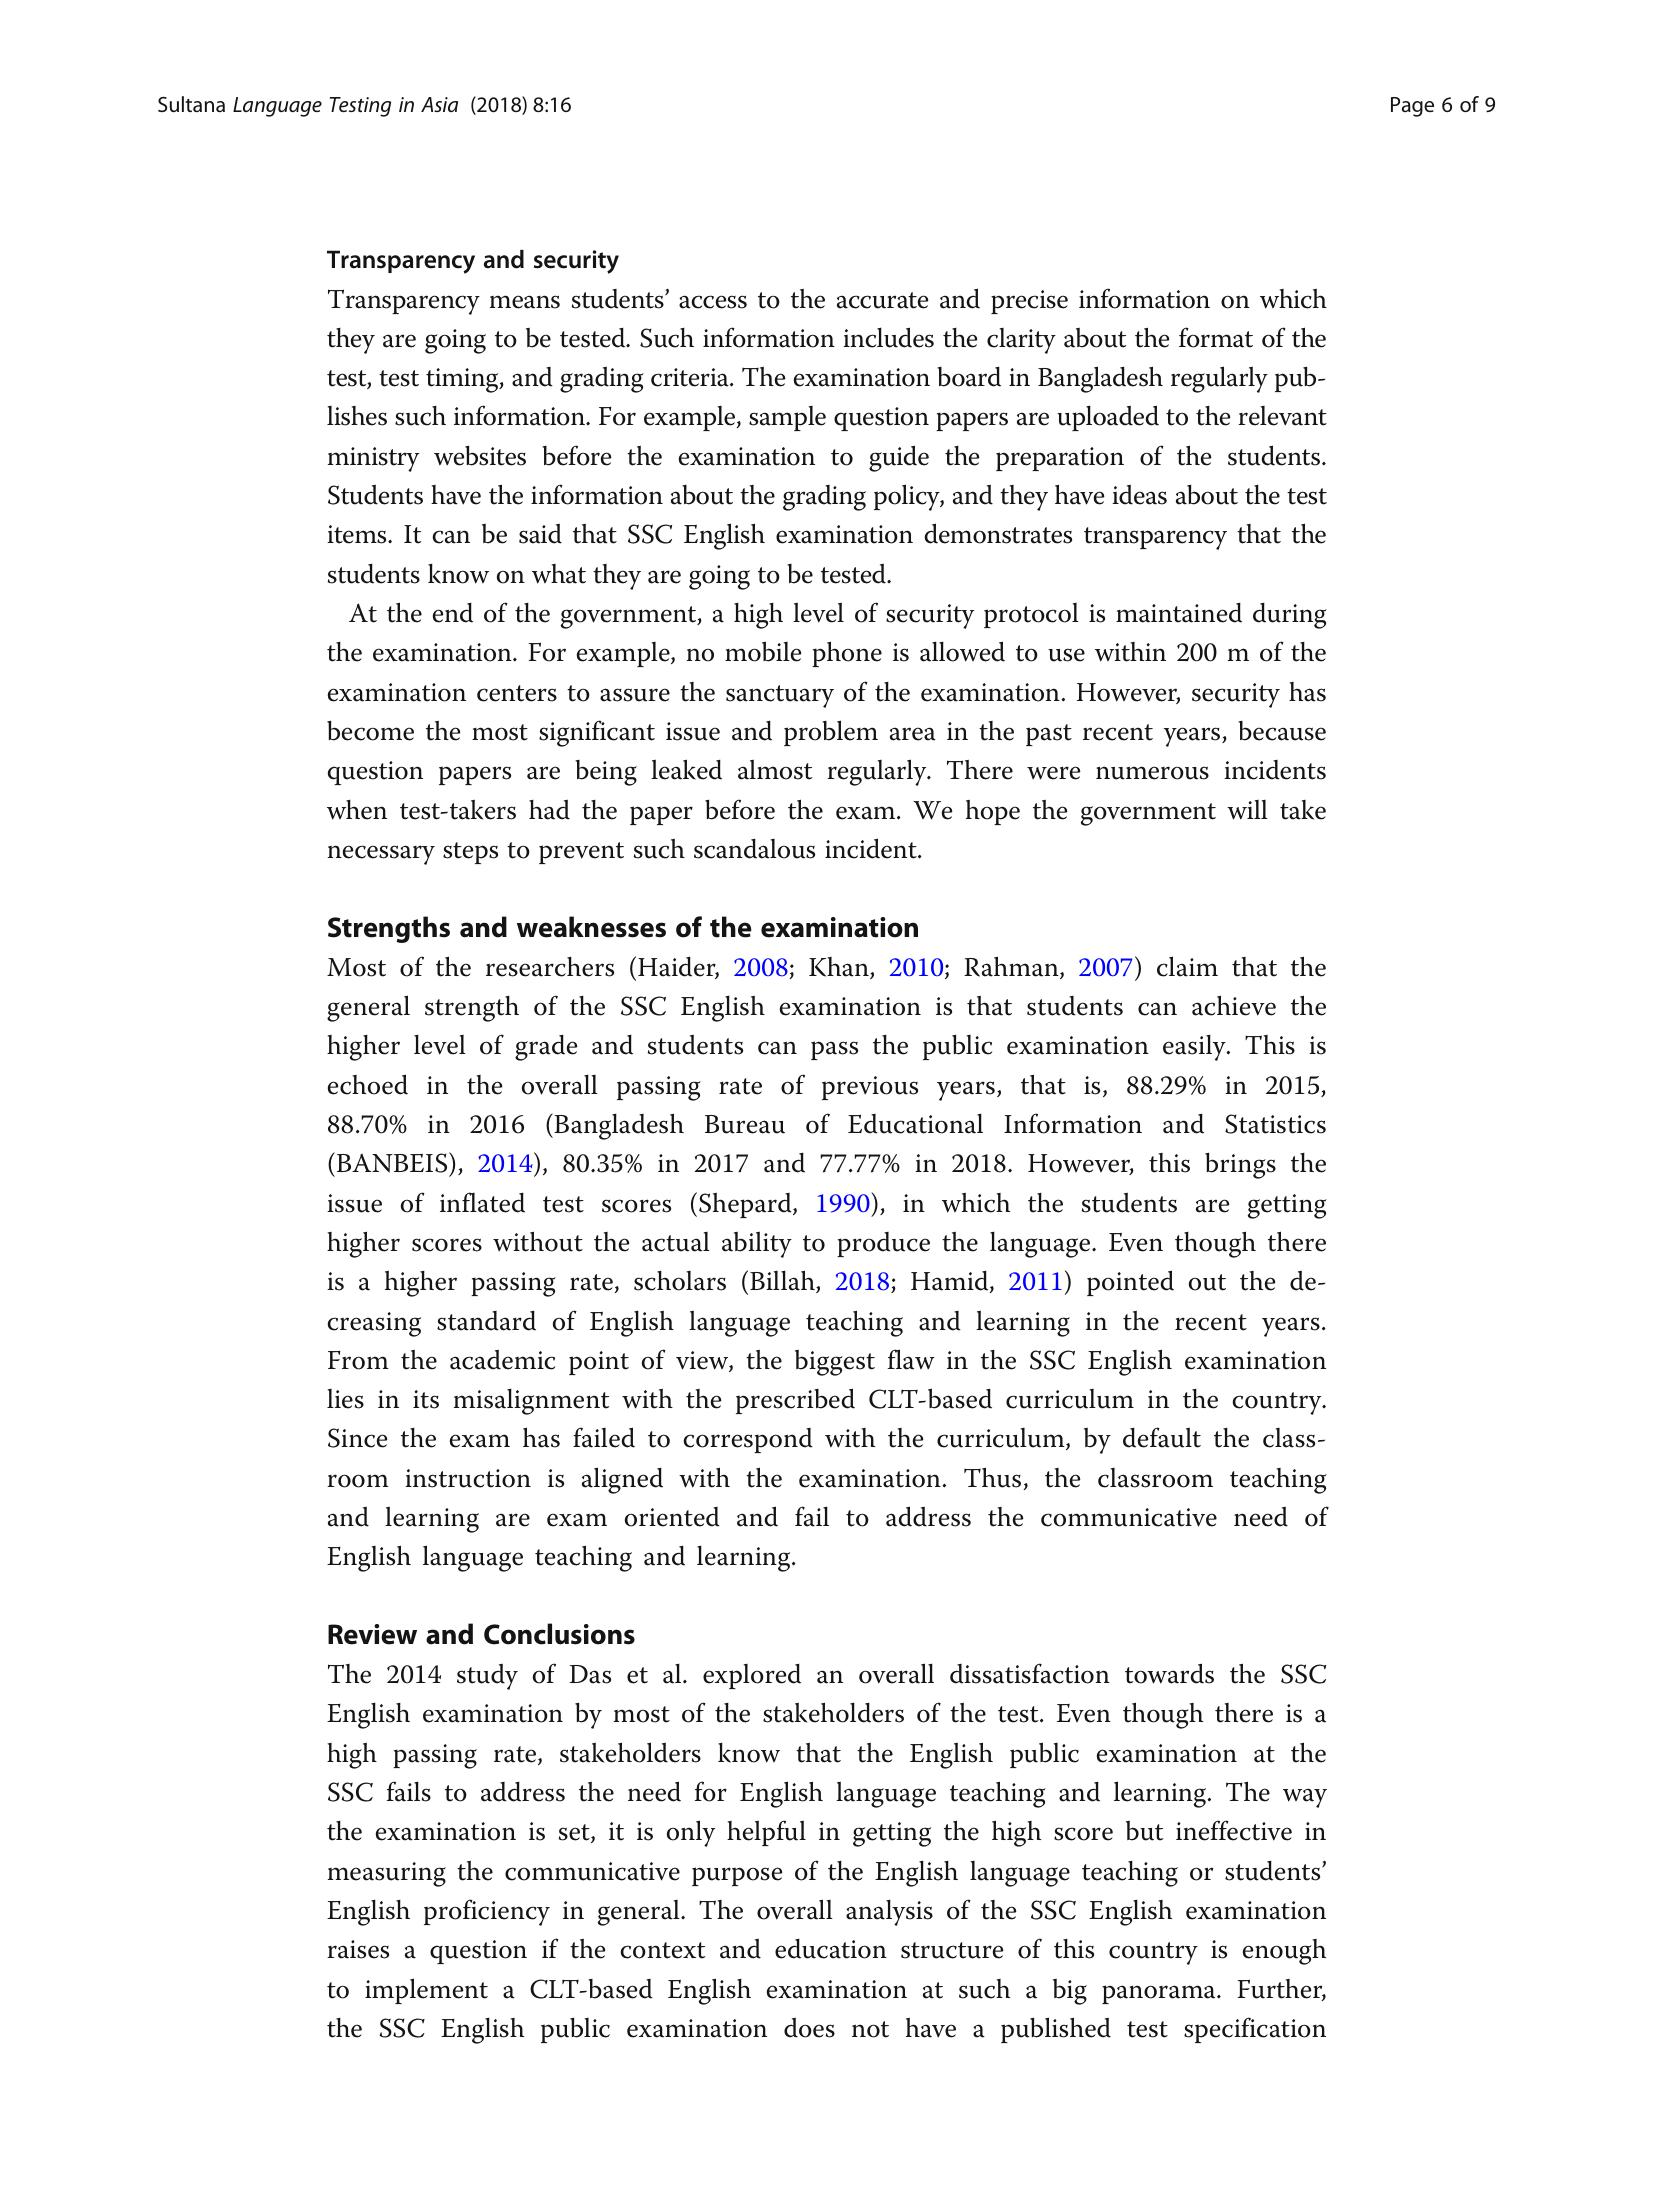 Sultana Language Testing in Asia (2018) 8:16
Page 6 of 9
Transparency and security
Transparency means students’ access to the accurate and precise information on which
they are going to be tested. Such information includes the clarity about the format of the
test, test timing, and grading criteria. The examination board in Bangladesh regularly pub-
lishes such information. For example, sample question papers are uploaded to the relevant
ministry websites before the examination to guide the preparation of the students.
Students have the information about the grading policy, and they have ideas about the test
items. It can be said that SSC English examination demonstrates transparency that the
students know on what they are going to be tested.
At the end of the government, a high level of security protocol is maintained during
the examination. For example, no mobile phone is allowed to use within 200 m of the
examination centers to assure the sanctuary of the examination. However, security has
become the most significant issue and problem area in the past recent years, because
question papers are being leaked almost regularly. There were numerous incidents
when test-takers had the paper before the exam. We hope the government will take
necessary steps to prevent such scandalous incident.
Strengths and weaknesses of the examination
Most of the researchers (Haider, 2008; Khan, 2010; Rahman, 2007) claim that the
general strength of the SSC English examination is that students can achieve the
higher level of grade and students can pass the public examination easily. This is
echoed in the overall passing rate of previous years, that is, 88.29% in 2015,
88.70% in 2016 (Bangladesh Bureau of Educational Information and Statistics
(BANBEIS), 2014), 80.35% in 2017 and 77.77% in 2018. However, this brings the
issue of inflated test scores (Shepard, 1990), in which the students are getting
higher scores without the actual ability to produce the language. Even though there
is a higher passing rate, scholars (Billah, 2018; Hamid, 2011) pointed out the de-
creasing standard of English language teaching and learning in the recent years.
From the academic point of view, the biggest flaw in the SSC English examination
lies in its misalignment with the prescribed CLT-based curriculum in the country.
Since the exam has failed to correspond with the curriculum, by default the class-
room instruction is aligned with the examination. Thus, the classroom teaching
and learning are exam oriented and fail to address the communicative need of
English language teaching and learning.
Review and Conclusions
The 2014 study of Das et al. explored an overall dissatisfaction towards the SSC
English examination by most of the stakeholders of the test. Even though there is a
high passing rate, stakeholders know that the English public examination at the
SSC fails to address the need for English language teaching and learning. The way
the examination is set, it is only helpful in getting the high score but ineffective in
measuring the communicative purpose of the English language teaching or students’
English proficiency in general. The overall analysis of the SSC English examination
raises a question if the context and education structure of this country is enough
to implement a CLT-based English examination at such a big panorama. Further,
the SSC English public examination does not have a published test specification